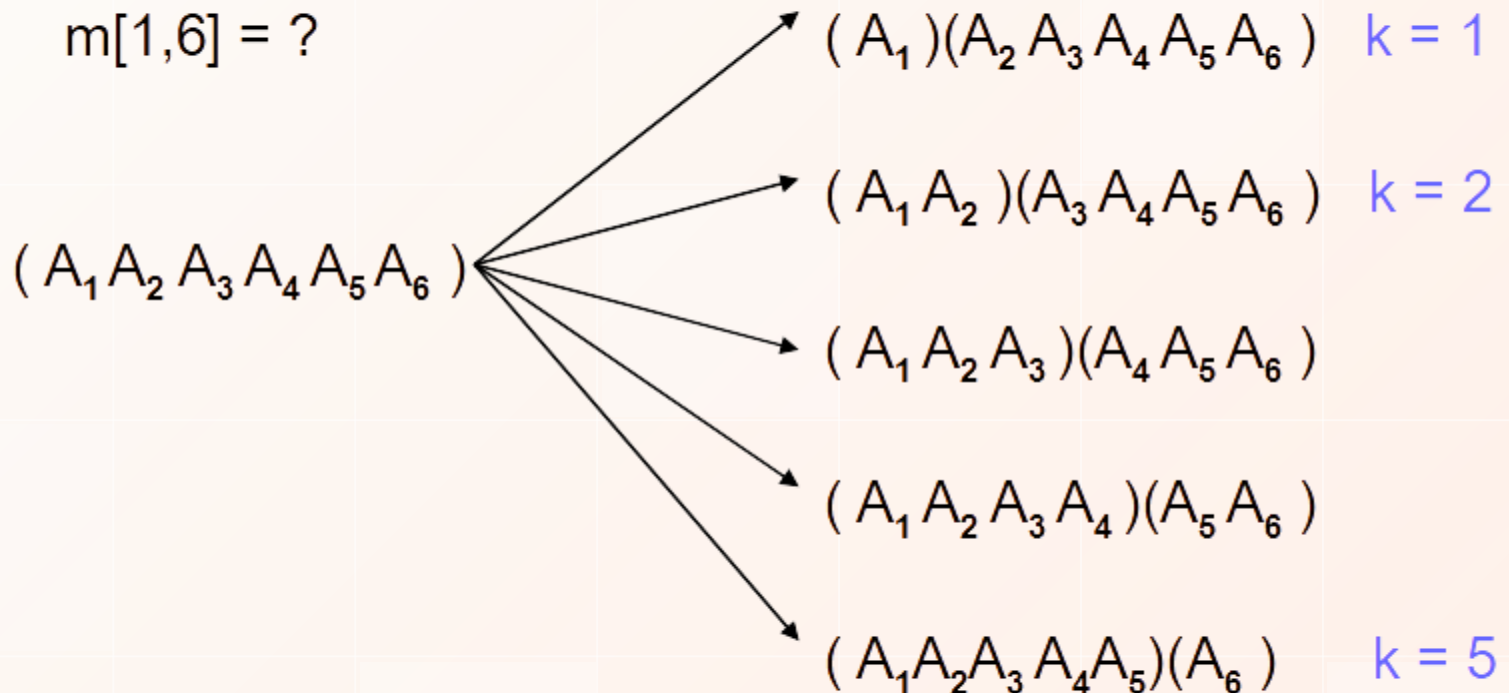 m[1,6] = ?
( A₁ )(A₂ A₃ A₄ A₅ A₆ ) k = 1
( A₁ A₂ )(A₃ A₄ A₅ A₆ ) k = 2
( A₁ A₂ A₃ A₄ A₅ A₆ )
( A₁ A₂ A₃ )(A₄ A₅ A₆ )
( A₁ A₂ A₃ A₄ )(A₅ A₆ )
( A₁A₂A₃ A₄A₅)(A₆ ) k = 5